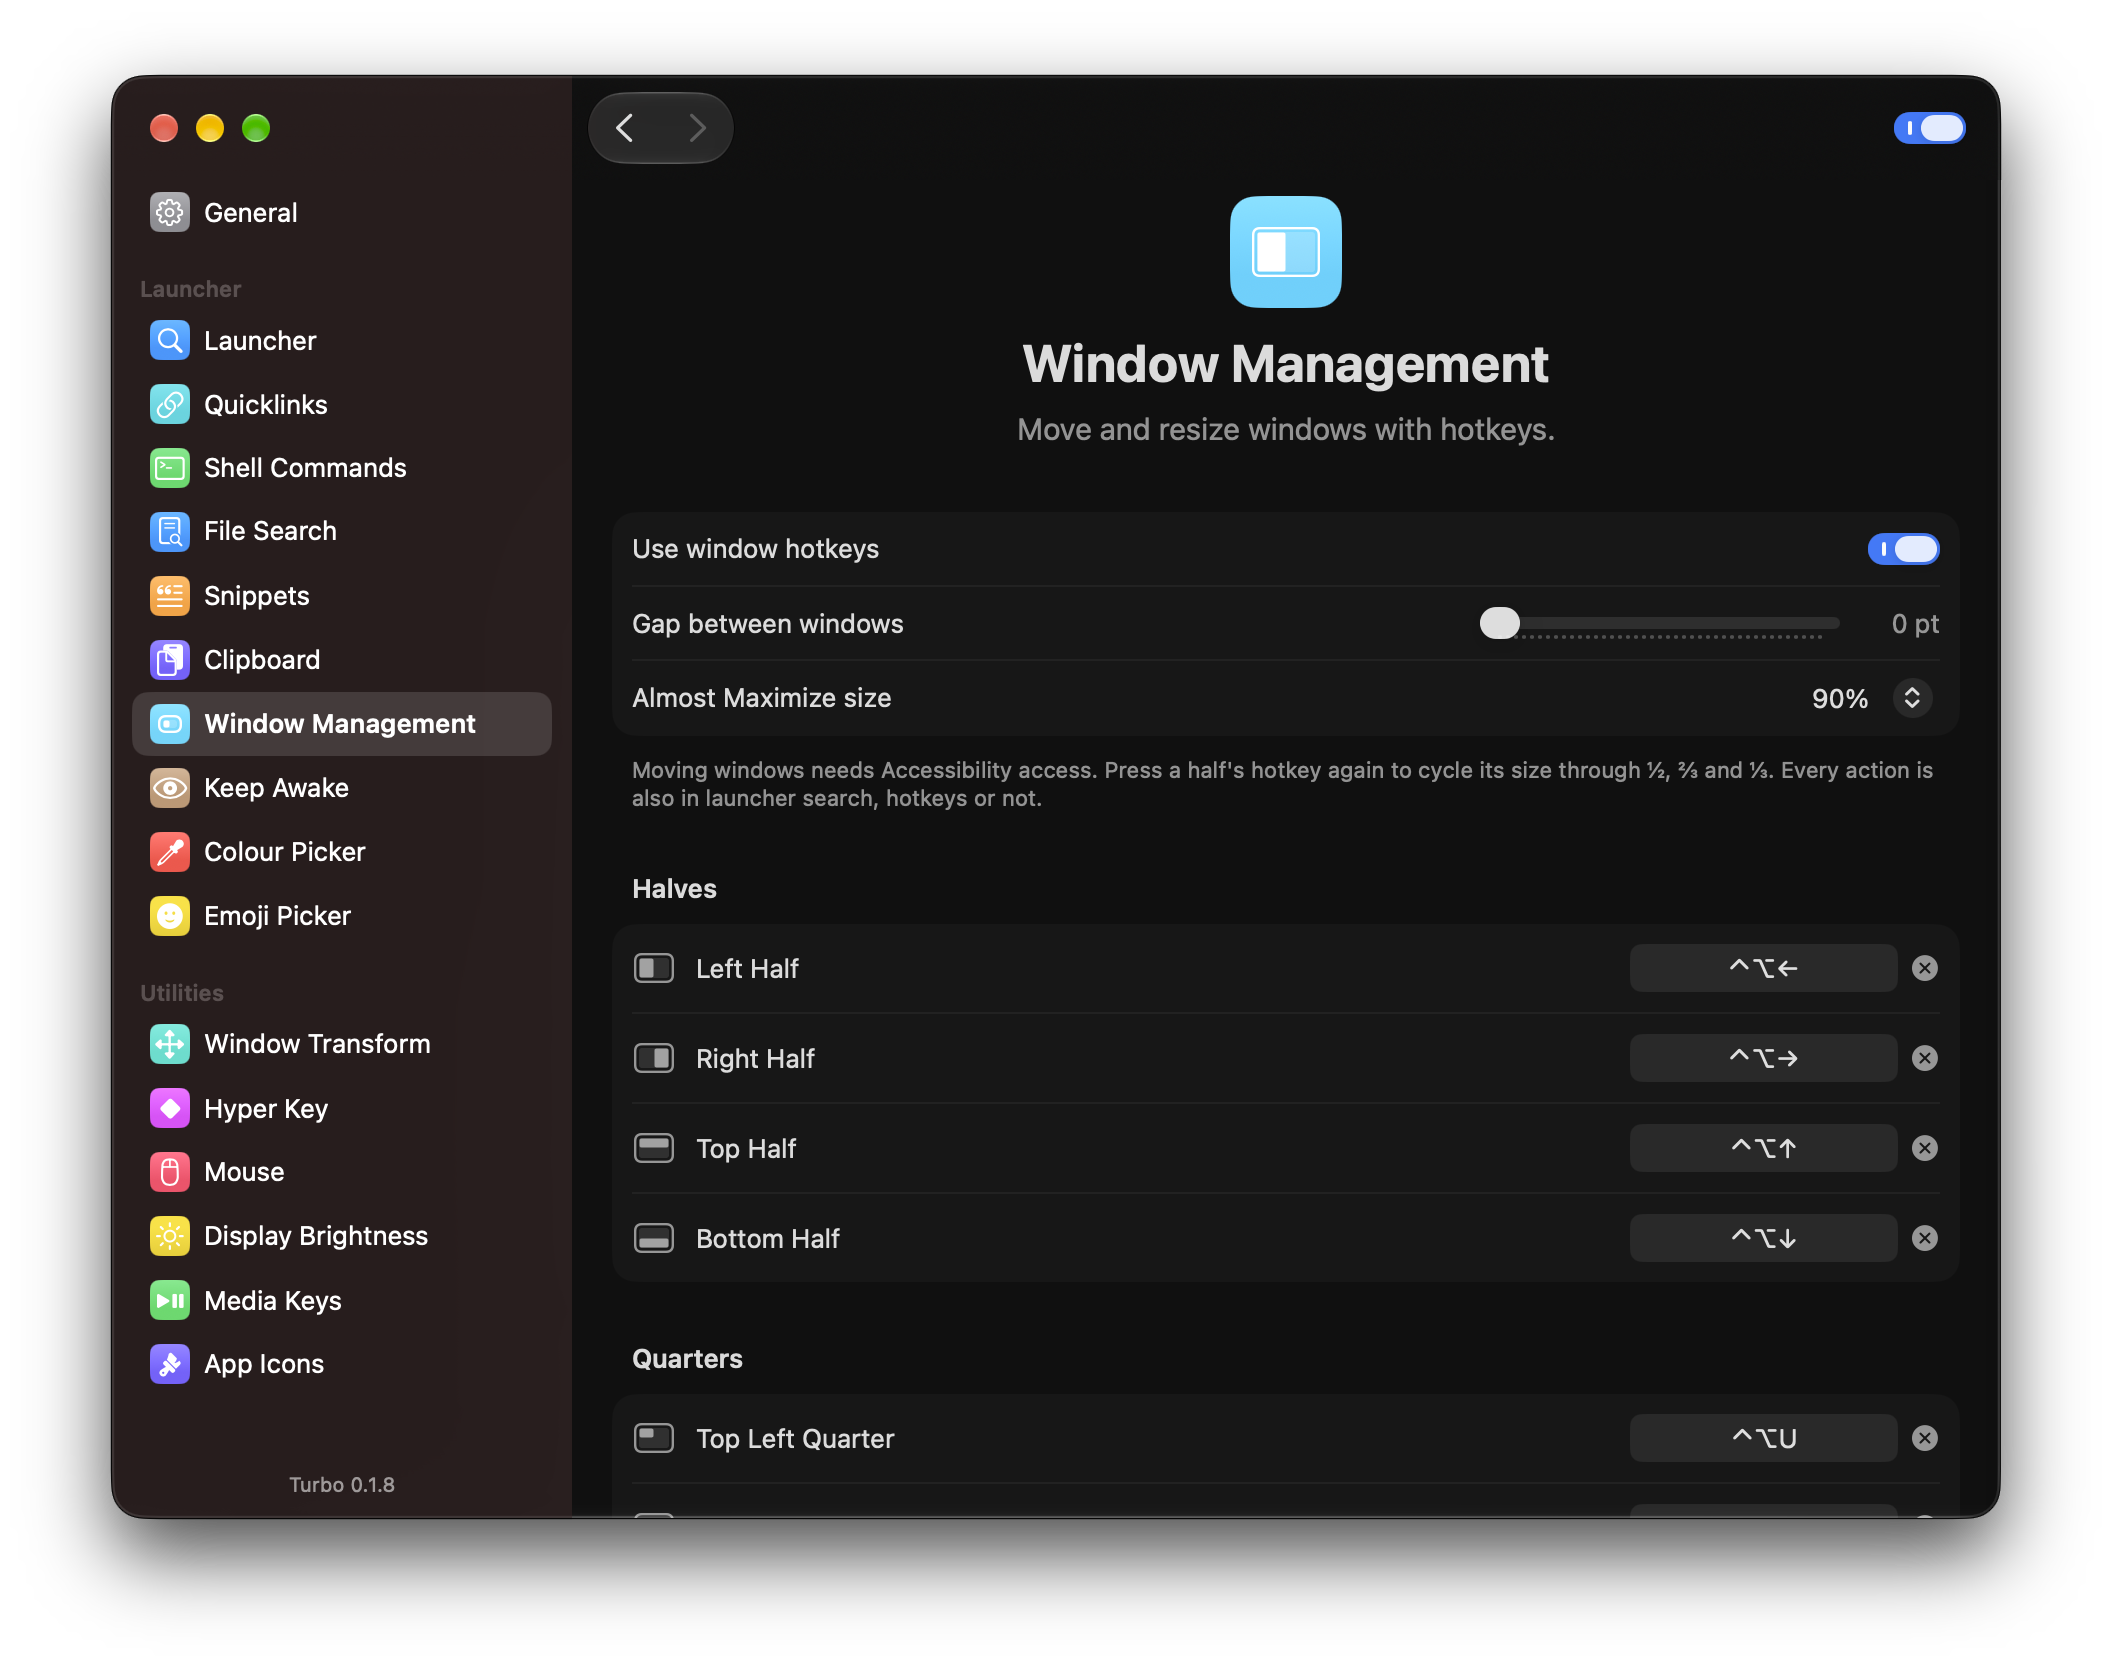 General
Launcher
Launcher
Quicklinks
Shell Commands
File Search
Snippets
Clipboard
Window Management
Keep Awake
Colour Picker
Emoji Picker
Utilities
Window Transform
Hyper Key
Mouse
Display Brightness
Media Keys
App Icons
Turbo 0.1.8
Window Management
Move and resize windows with hotkeys.
Use window hotkeys
Gap between windows 0 pt
Almost Maximize size 90%
Moving windows needs Accessibility access. Press a half's hotkey again to cycle its size through ½, ⅔ and ⅓. Every action is
also in launcher search, hotkeys or not.
Halves
Left Half ^⌥←
Right Half ^⌥→
Top Half ^⌥↑
Bottom Half ^⌥↓
Quarters
Top Left Quarter ^⌥U